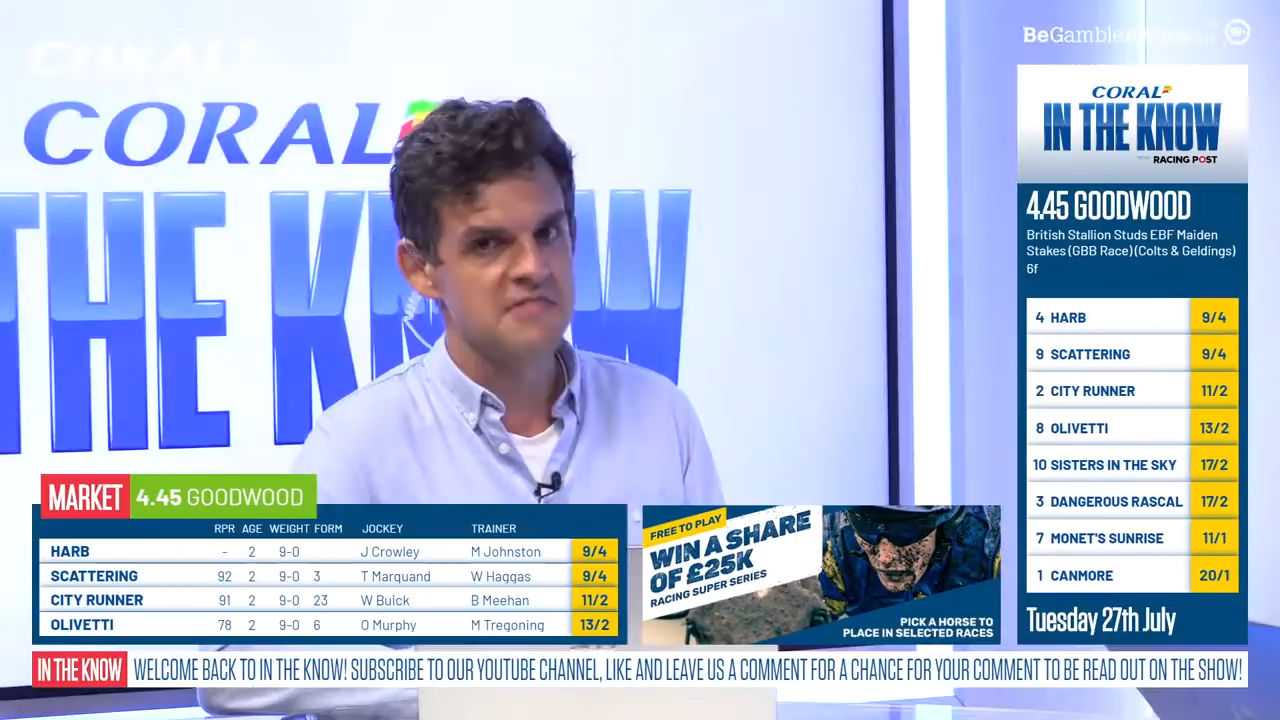 CORAL
BeGambleAware
18+
CORAL
THE KNOW
CORAL
IN THE KNOW
WITH RACING POST
4.45 GOODWOOD
British Stallion Studs EBF Maiden
Stakes (GBB Race) (Colts & Geldings)
6f
4 HARB 9/4
9 SCATTERING 9/4
2 CITY RUNNER 11/2
8 OLIVETTI 13/2
10 SISTERS IN THE SKY 17/2
3 DANGEROUS RASCAL 17/2
7 MONET'S SUNRISE 11/1
1 CANMORE 20/1
Tuesday 27th July
MARKET 4.45 GOODWOOD
RPR AGE WEIGHT FORM JOCKEY TRAINER
HARB - 2 9-0 J Crowley M Johnston 9/4
SCATTERING 92 2 9-0 3 T Marquand W Haggas 9/4
CITY RUNNER 91 2 9-0 23 W Buick B Meehan 11/2
OLIVETTI 78 2 9-0 6 O Murphy M Tregoning 13/2
FREE TO PLAY
WIN A SHARE
OF £25K
RACING SUPER SERIES
PICK A HORSE TO
PLACE IN SELECTED RACES
IN THE KNOW WELCOME BACK TO IN THE KNOW! SUBSCRIBE TO OUR YOUTUBE CHANNEL, LIKE AND LEAVE US A COMMENT FOR A CHANCE FOR YOUR COMMENT TO BE READ OUT ON THE SHOW!